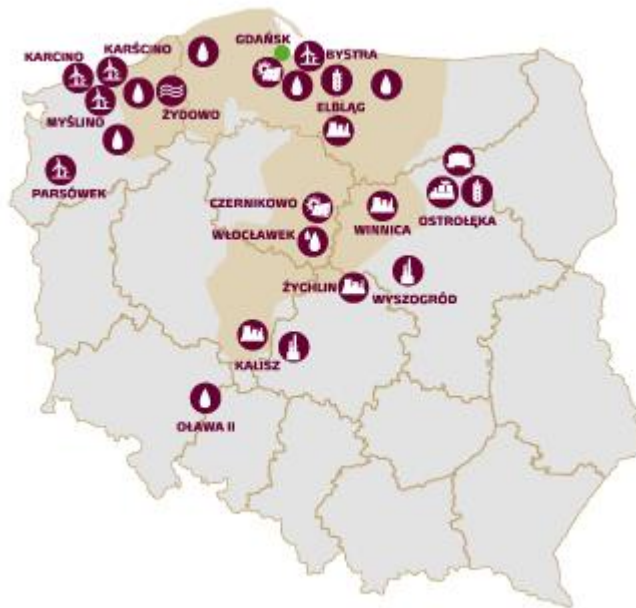 GDAŃSK
BYSTRA
KARŚCINO
KARCINO
ELBLĄG
ŻYDOWO
MYŚLINO
PARSÓWEK
CZERNIKOWO
WINNICA
OSTROŁĘKA
WŁOCŁAWEK
ŻYCHLIN
WYSZOGRÓD
KALISZ
OŁAWA II